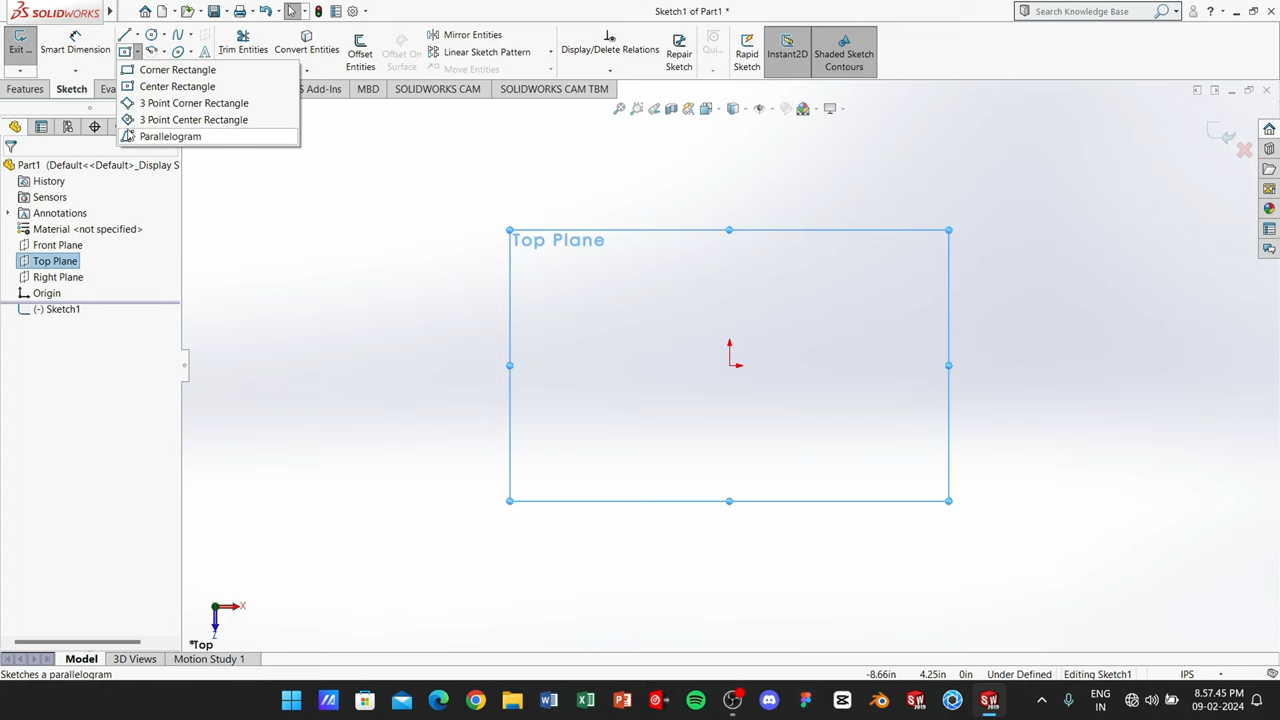 SOLIDWORKS
Sketch1 of Part1 *
Search Knowledge Base
Exit ...
Smart Dimension
Trim Entities
Convert Entities
Offset
Entities
Offset On
Surface
Mirror Entities
Linear Sketch Pattern
Move Entities
Display/Delete Relations
Repair
Sketch
Qui...
Rapid
Sketch
Instant2D
Shaded Sketch
Contours
Corner Rectangle
Center Rectangle
3 Point Corner Rectangle
3 Point Center Rectangle
Parallelogram
Features
Sketch
Eva
S Add-Ins
MBD
SOLIDWORKS CAM
SOLIDWORKS CAM TBM
Part1 (Default<<Default>_Display S
History
Sensors
Annotations
Material <not specified>
Front Plane
Top Plane
Right Plane
Origin
(-) Sketch1
Top Plane
X
Z
*Top
Model
3D Views
Motion Study 1
Sketches a parallelogram
-8.66in
4.25in
0in
Under Defined
Editing Sketch1
IPS
ENG
IN
8.57.45 PM
09-02-2024